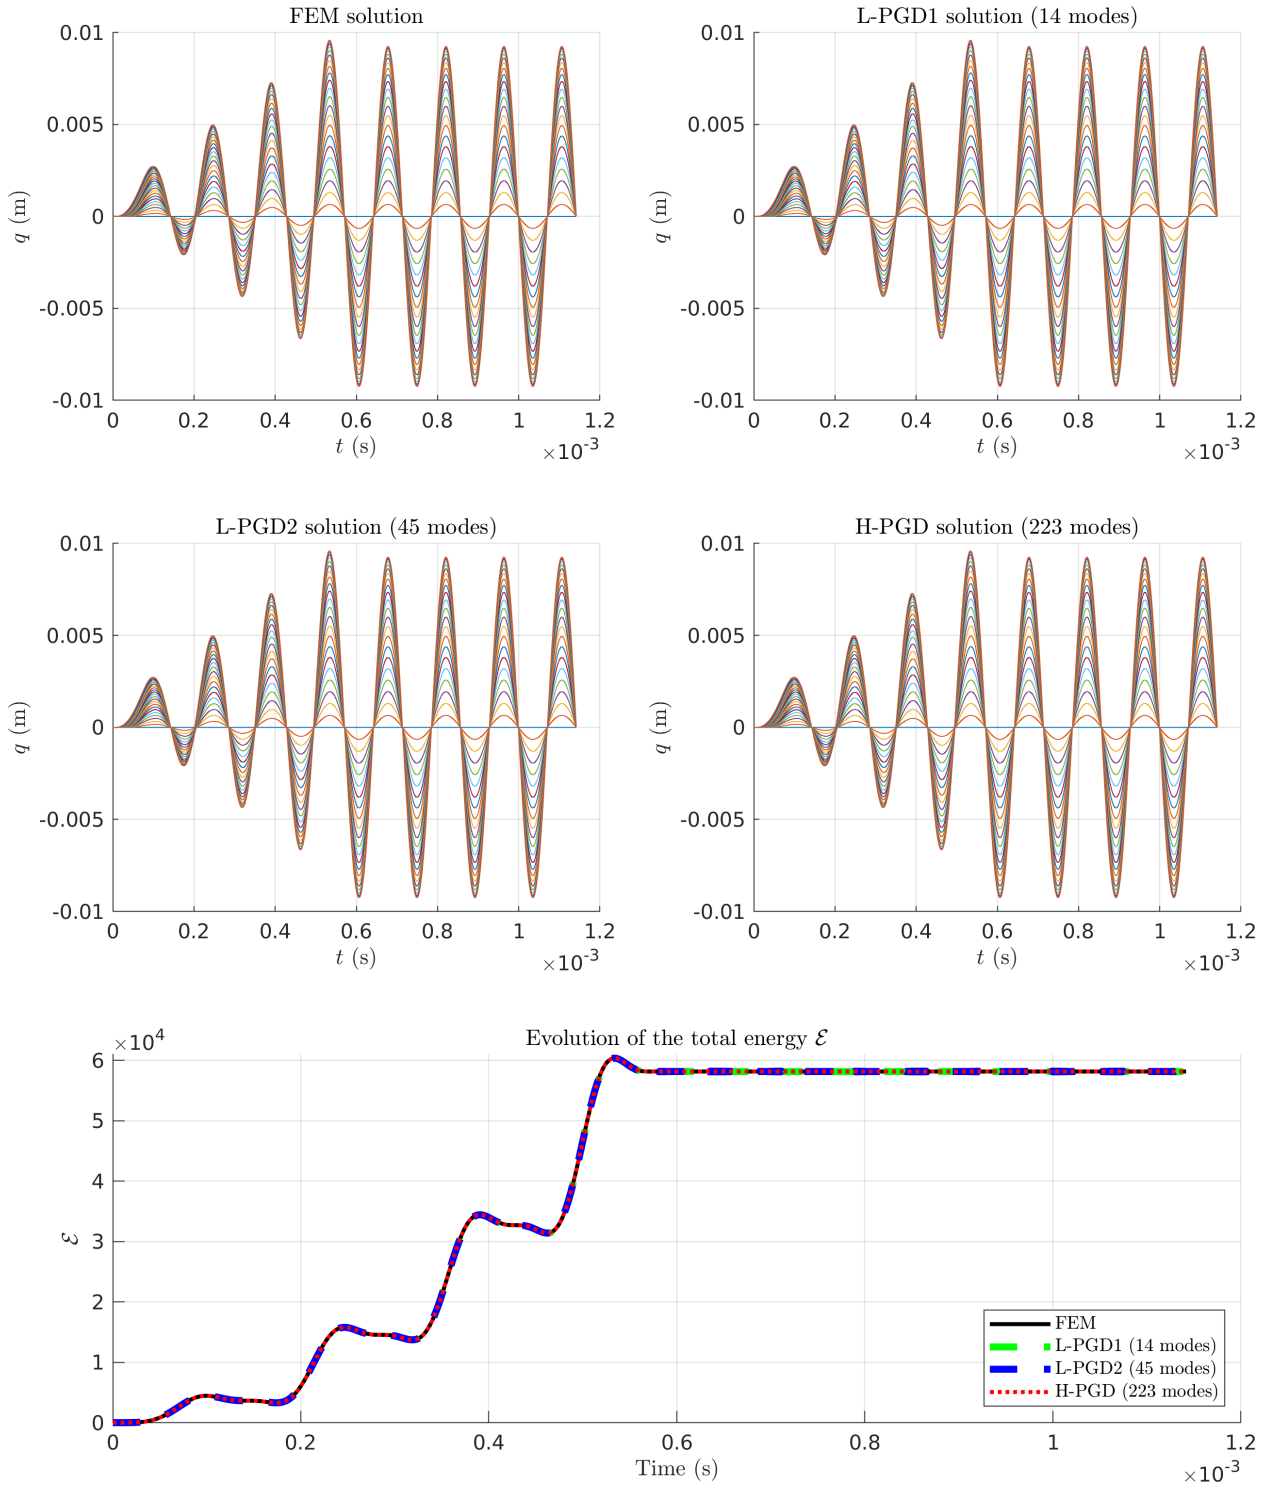 FEM solution
0.01
0.005
0
-0.005
-0.01
q (m)
0 0.2 0.4 0.6 0.8 1 1.2
t (s)
×10-3
L-PGD1 solution (14 modes)
0.01
0.005
0
-0.005
-0.01
q (m)
0 0.2 0.4 0.6 0.8 1 1.2
t (s)
×10-3
L-PGD2 solution (45 modes)
0.01
0.005
0
-0.005
-0.01
q (m)
0 0.2 0.4 0.6 0.8 1 1.2
t (s)
×10-3
H-PGD solution (223 modes)
0.01
0.005
0
-0.005
-0.01
q (m)
0 0.2 0.4 0.6 0.8 1 1.2
t (s)
×10-3
Evolution of the total energy ℰ
×104
6
5
4
3
2
1
0
ℰ
FEM
L-PGD1 (14 modes)
L-PGD2 (45 modes)
H-PGD (223 modes)
0 0.2 0.4 0.6 0.8 1 1.2
Time (s)
×10-3